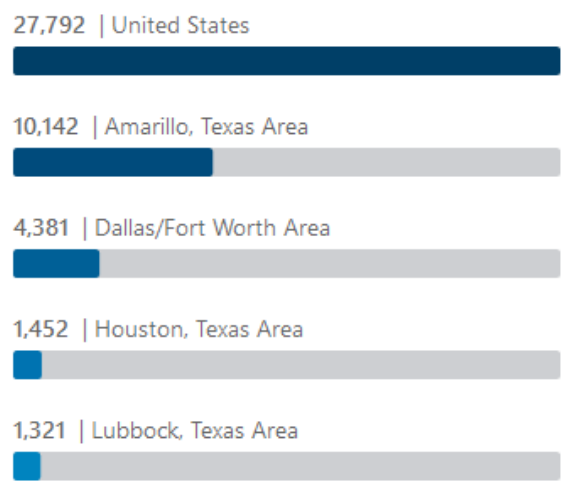 27,792 | United States
10,142 | Amarillo, Texas Area
4,381 | Dallas/Fort Worth Area
1,452 | Houston, Texas Area
1,321 | Lubbock, Texas Area